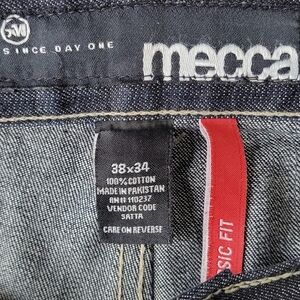 SINCE DAY ONE
mecca
38x34
100% COTTON
MADE IN PAKISTAN
RN# 110237
VENDOR CODE
SATTA
CARE ON REVERSE
SIC FIT